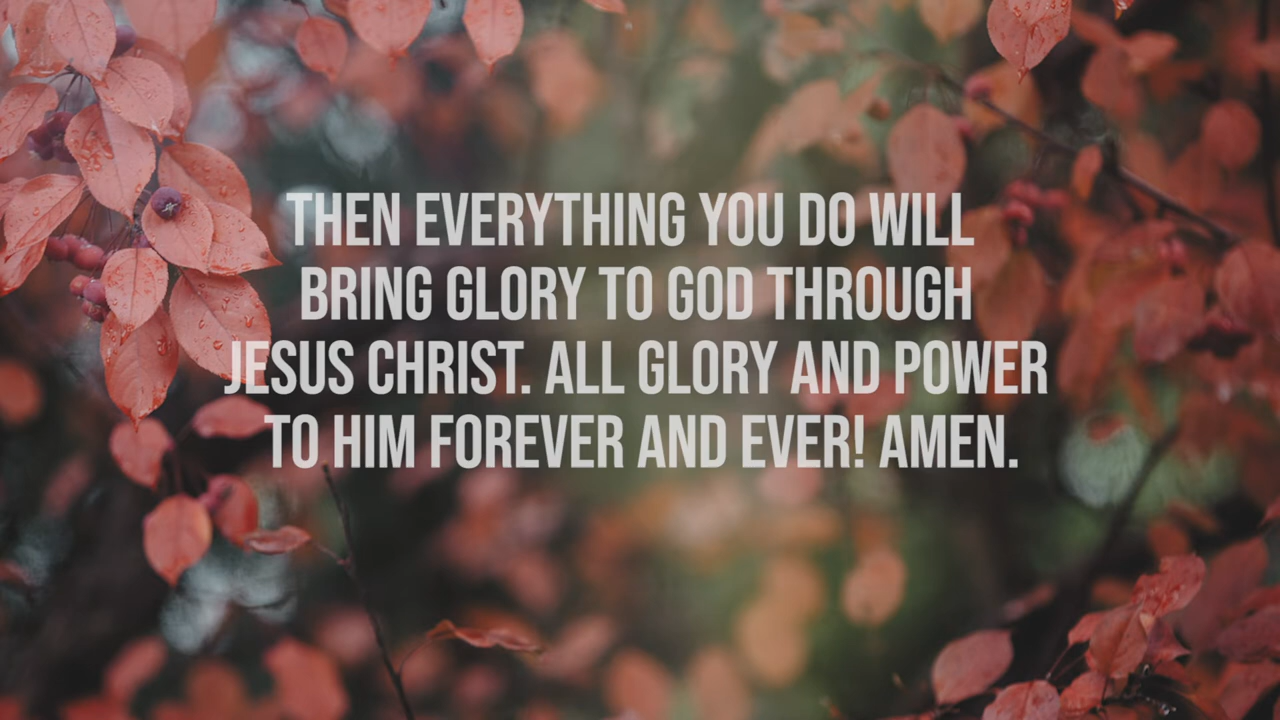 THEN EVERYTHING YOU DO WILL
BRING GLORY TO GOD THROUGH
JESUS CHRIST. ALL GLORY AND POWER
TO HIM FOREVER AND EVER! AMEN.